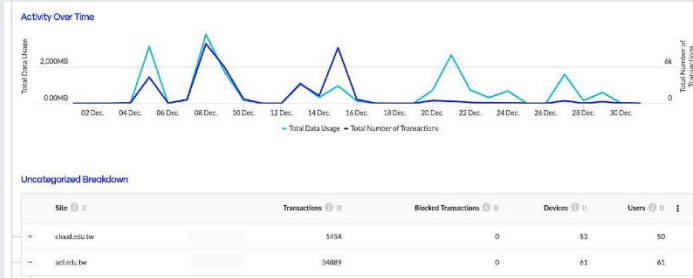 Activity Over Time
Total Data Usage
2,000MB
0.00MB
6k
0
Total Number of
Transactions
02 Dec. 04 Dec. 06 Dec. 08 Dec. 10 Dec. 12 Dec. 14 Dec. 16 Dec. 18 Dec. 20 Dec. 22 Dec. 24 Dec. 26 Dec. 28 Dec. 30 Dec.
Total Data Usage Total Number of Transactions
Uncategorized Breakdown
Site Transactions Blocked Transactions Devices Users
+ cloud.edu.tw 1454 0 53 50
− acl.edu.tw 34889 0 61 61